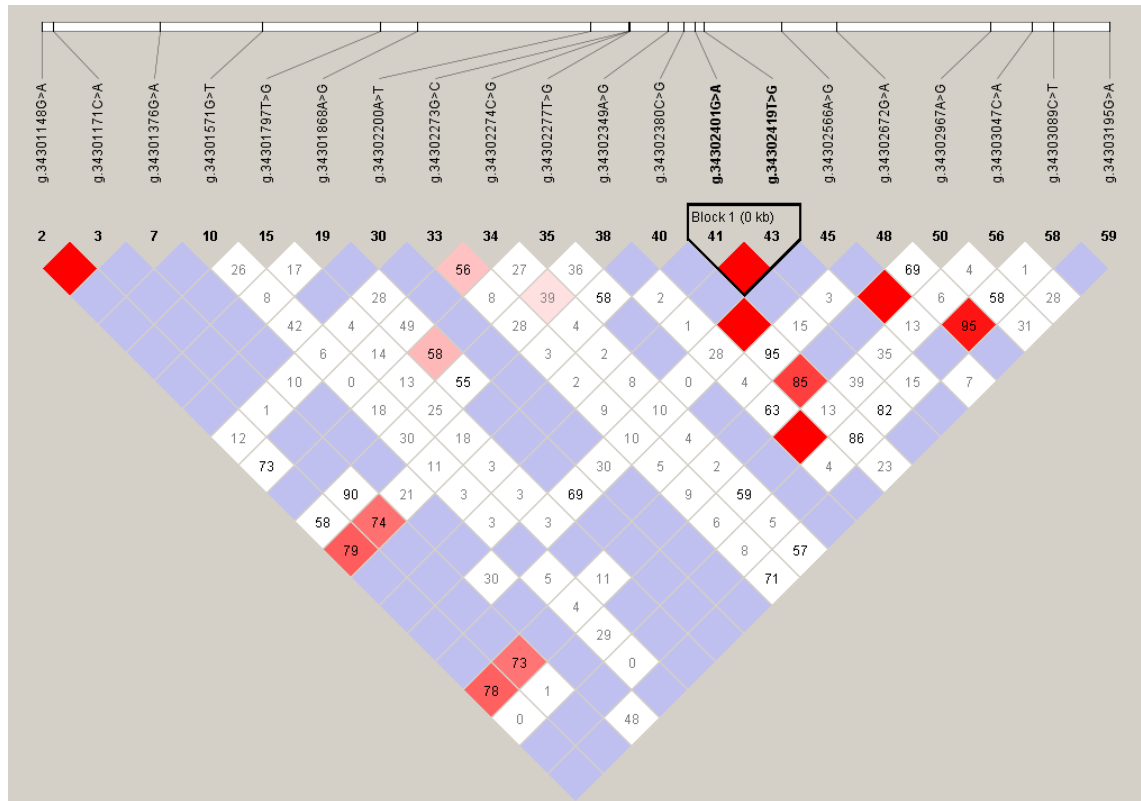 g.34301148G>A
g.34301171C>A
g.34301376G>A
g.34301571G>T
g.34301797T>G
g.34301868A>G
g.34302200A>T
g.34302273G>C
g.34302274C>G
g.34302277T>G
g.34302349A>G
g.34302380C>G
g.34302401G>A
g.34302419T>G
g.34302566A>G
g.34302672G>A
g.34302967A>G
g.34303047C>A
g.34303089C>T
g.34303195G>A
Block 1 (0 kb)
2 3 7 10 15 19 30 33 34 35 38 40 41 43 45 48 50 56 58 59
26 17 56 27 36 69 4 1
8 28 8 39 58 2 3 6 58 28
42 4 49 28 4 1 15 13 95 31
6 14 58 3 2 28 95 35
10 0 13 55 2 8 0 4 85 39 15 7
1 18 25 9 10 63 13 82
12 30 18 10 4 86
73 11 3 30 5 2 4 23
90 21 3 3 69 9 59
58 74 3 3 6 5
79 8 57
30 5 11 71
4
29
73 0
78 1
0 48